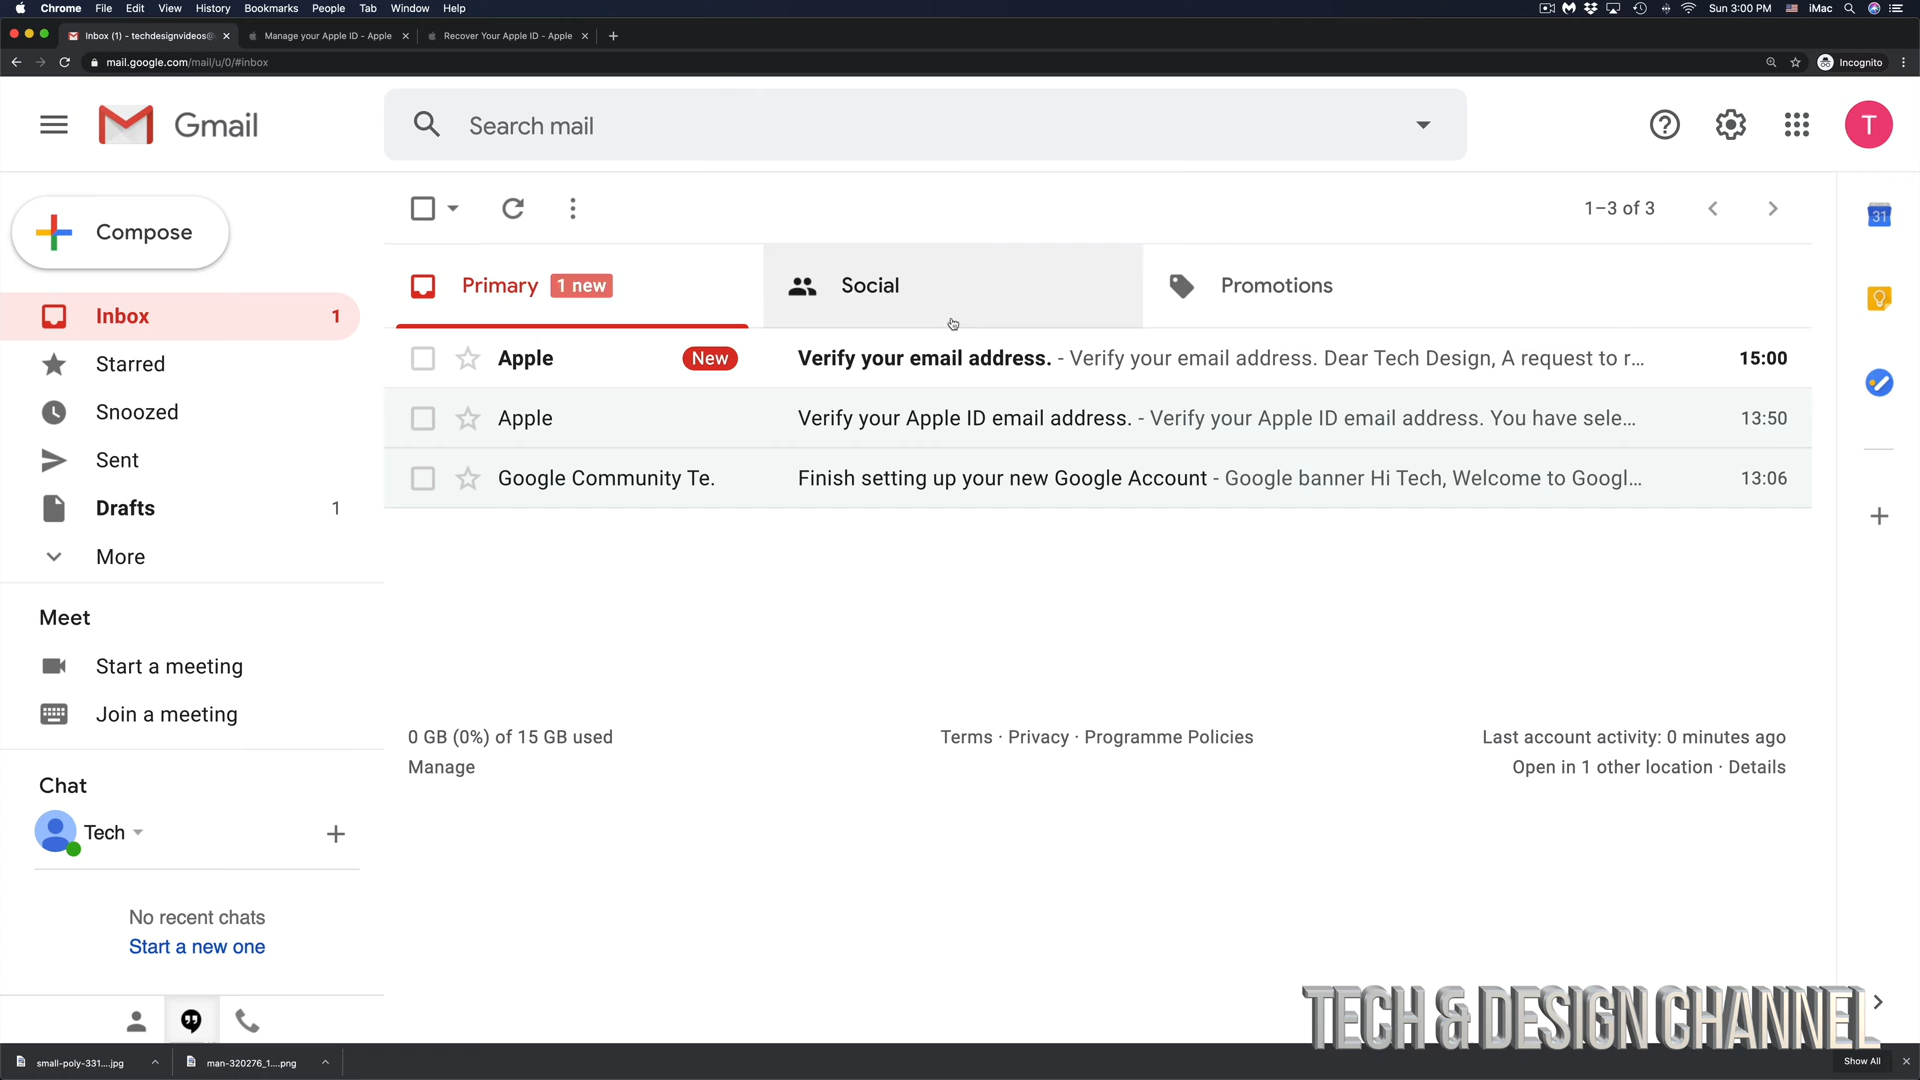 Chrome File Edit View History Bookmarks People Tab Window Help
Sun 3:00 PM iMac
Inbox (1) - techdesignvideos@
Manage your Apple ID - Apple
Recover Your Apple ID - Apple
mail.google.com/mail/u/0/#inbox
Incognito
Gmail
Search mail
T
Compose
1–3 of 3
31
Primary 1 new
Social
Promotions
Inbox 1
Starred
Snoozed
Sent
Drafts 1
More
Apple New Verify your email address. - Verify your email address. Dear Tech Design, A request to r... 15:00
Apple Verify your Apple ID email address. - Verify your Apple ID email address. You have sele... 13:50
Google Community Te. Finish setting up your new Google Account - Google banner Hi Tech, Welcome to Googl... 13:06
Meet
Start a meeting
Join a meeting
0 GB (0%) of 15 GB used
Manage
Terms · Privacy · Programme Policies
Last account activity: 0 minutes ago
Open in 1 other location · Details
Chat
Tech
No recent chats
Start a new one
TECH & DESIGN CHANNEL
small-poly-331....jpg
man-320276_1....png
Show All